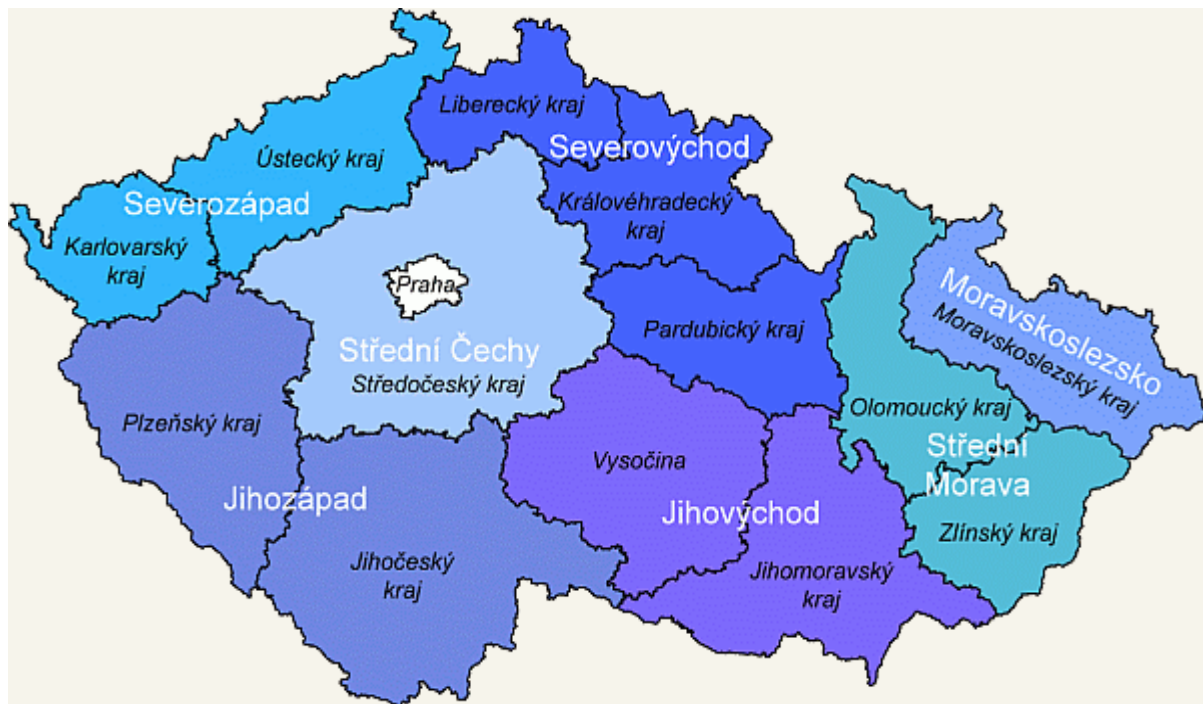 Liberecký kraj
Severovýchod
Ústecký kraj
Severozápad
Královéhradecký
kraj
Karlovarský
kraj
Praha
Moravskoslezsko
Moravskoslezský kraj
Pardubický kraj
Střední Čechy
Středočeský kraj
Olomoucký kraj
Plzeňský kraj
Střední
Morava
Vysočina
Jihozápad
Jihovýchod
Zlínský kraj
Jihočeský
kraj
Jihomoravský
kraj